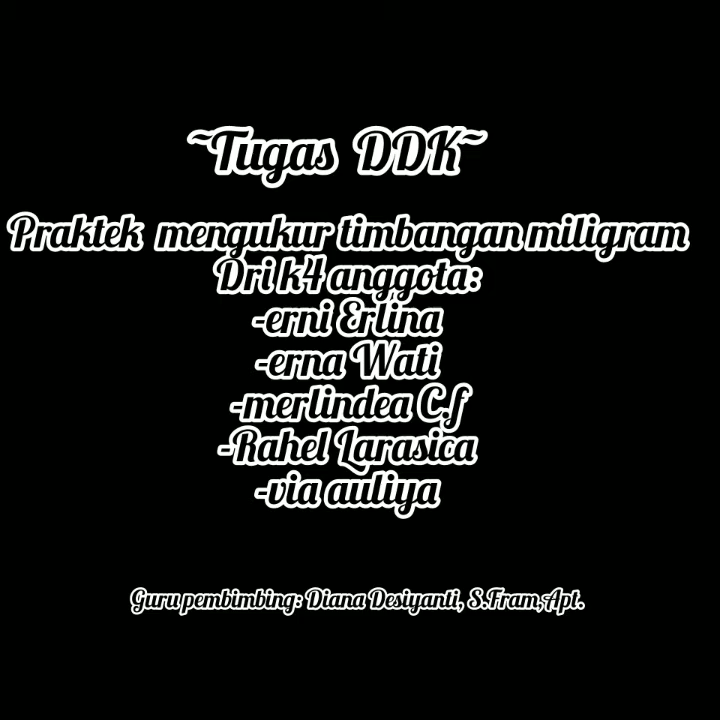 ~Tugas DDK~
Praktek mengukur timbangan miligram
Dri k4 anggota:
-erni Erlina
-erna Wati
-merlindea C.f
-Rahel Larasica
-via auliya
Guru pembimbing: Diana Desiyanti, S.Fram,Apt.